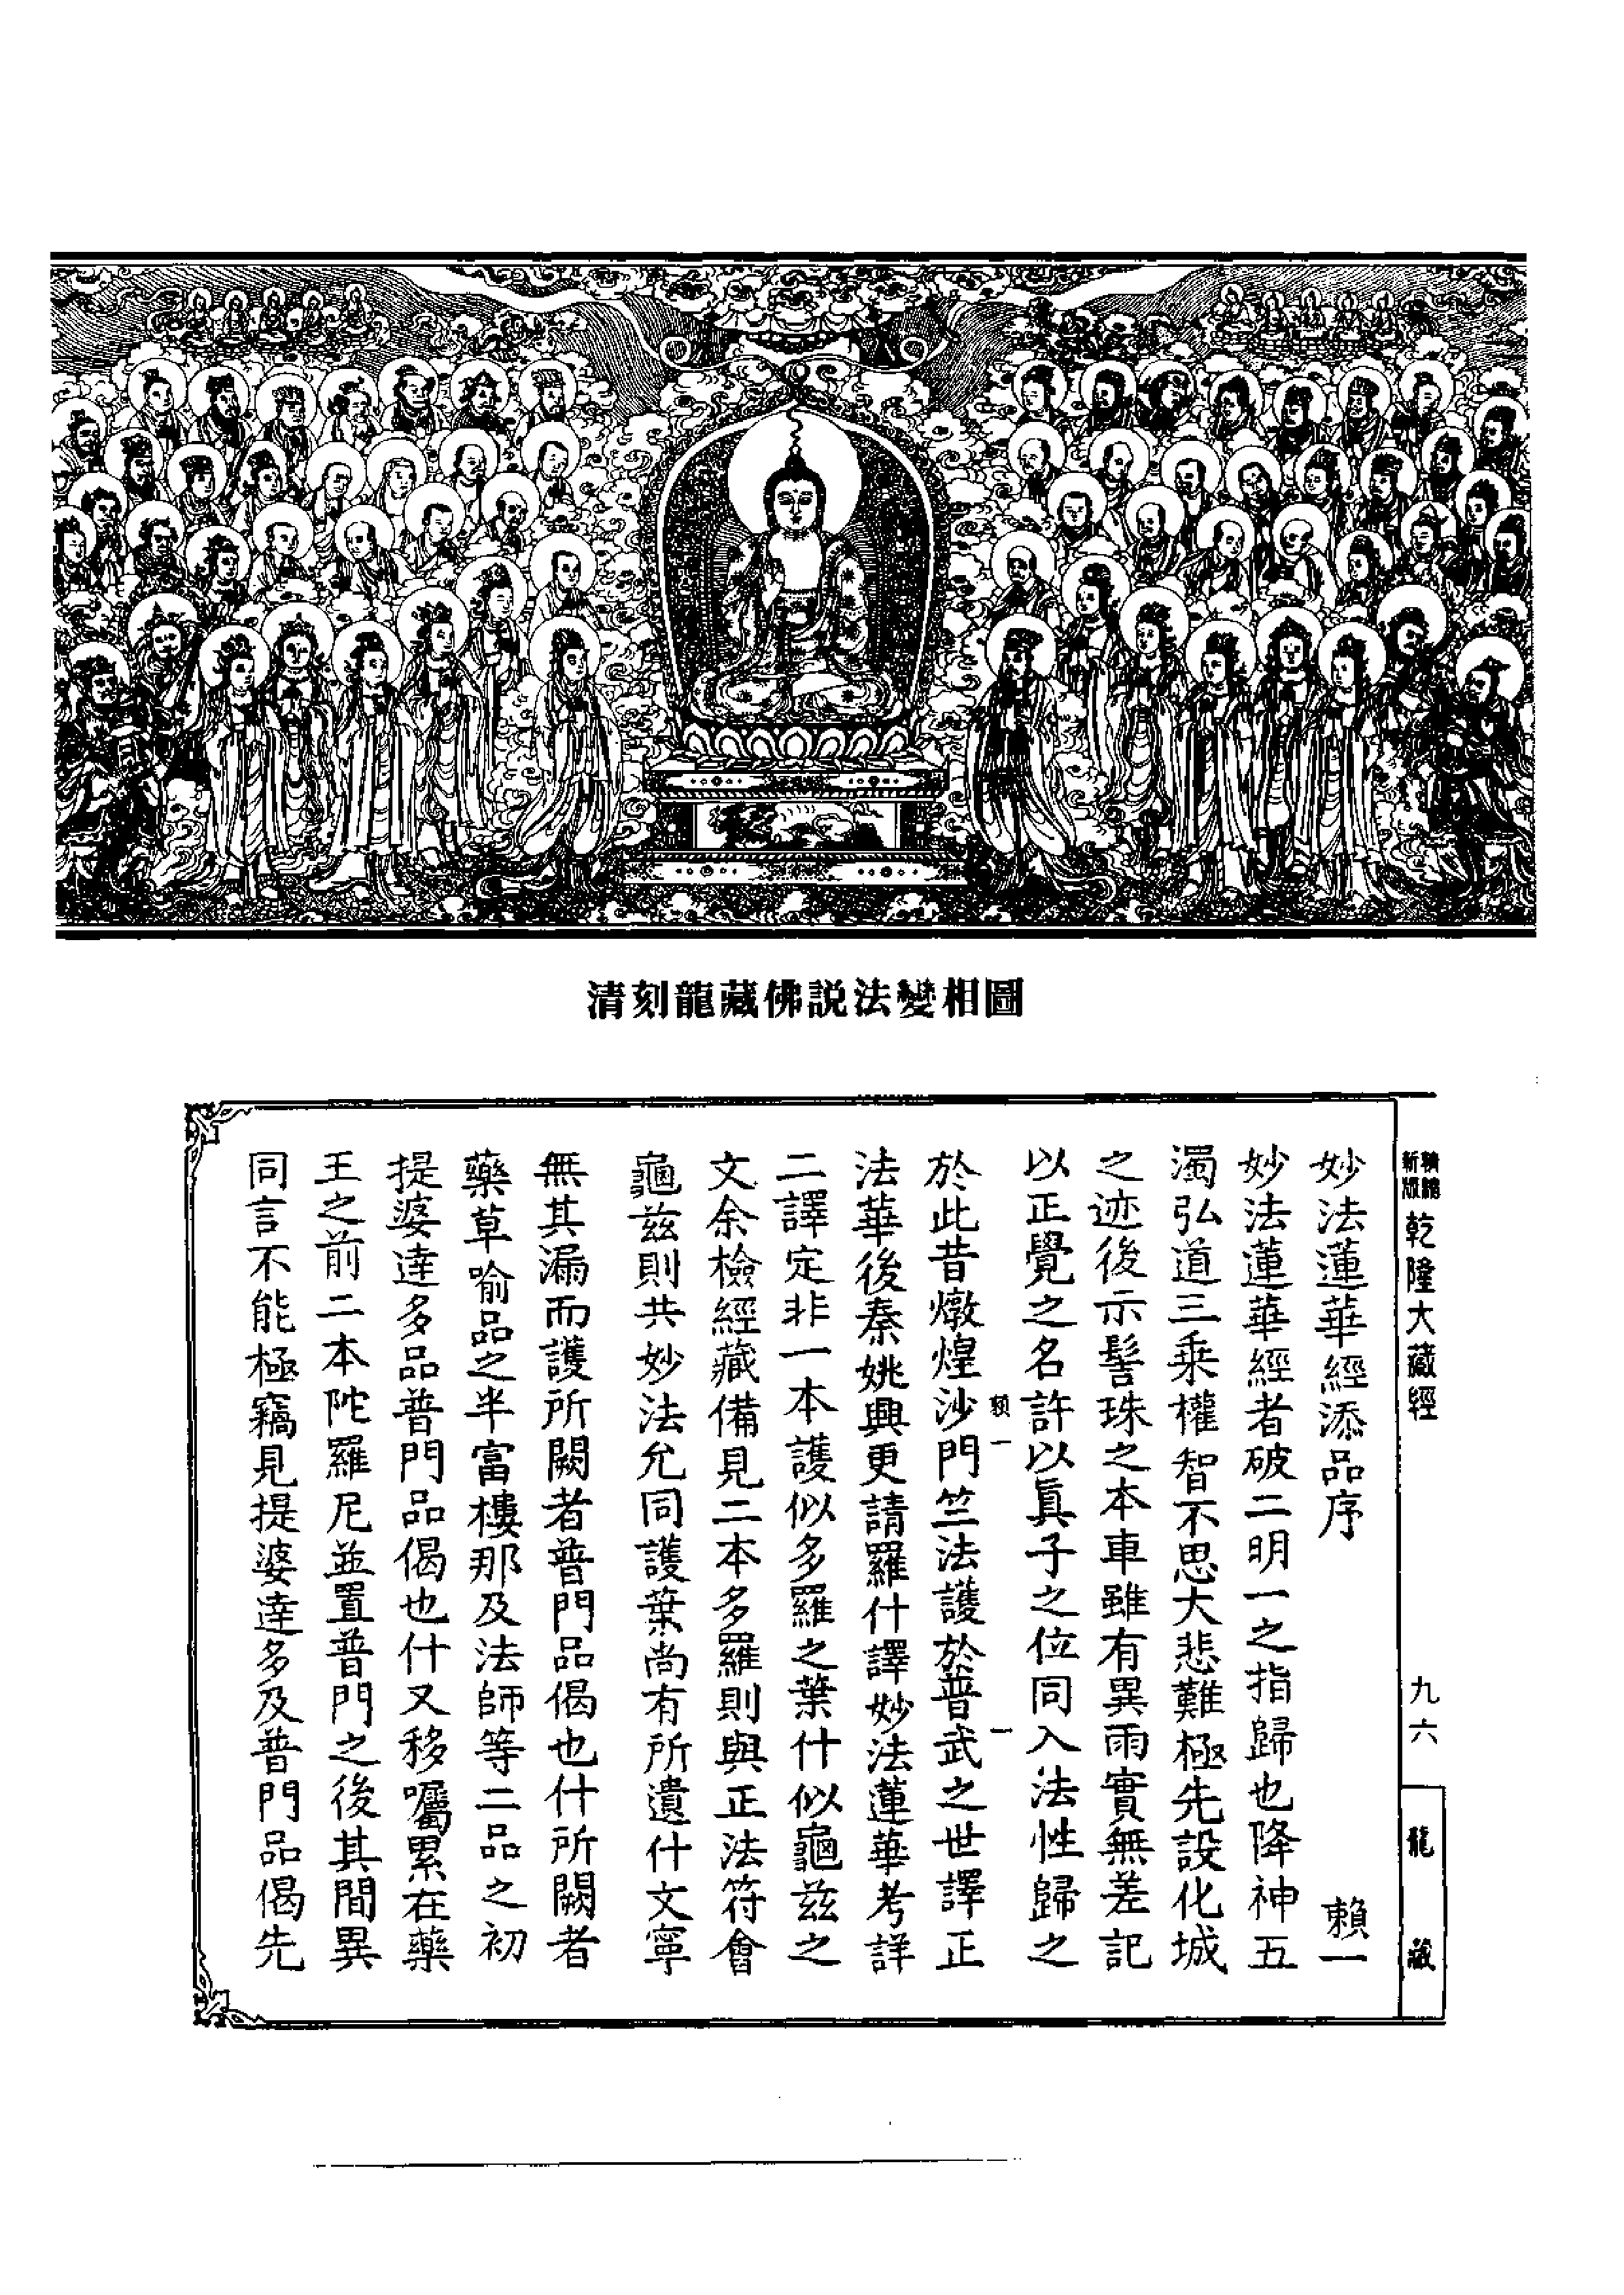 清刻龍藏佛説法變相圖
新版
乾隆大藏經
九六
龍藏
妙法蓮華經添品序 賴一
妙法蓮華經者破二明一之指歸也降神五
濁弘道三乘權智不思大悲難極先設化城
之迹後示髻珠之本車雖有異雨實無差記
以正覺之名許以真子之位同入法性歸之
賴一 一
於此昔燉煌沙門竺法護於晉武之世譯正
法華後秦姚興更請羅什譯妙法蓮華考詳
二譯定非一本護似多羅之葉什似龜茲之
文余檢經藏備見二本多羅則與正法符會
龜茲則共妙法允同護葉尚有所遺什文寧
無其漏而護所闕者普門品偈也什所闕者
藥草喻品之半富樓那及法師等二品之初
提婆達多品普門品偈也什又移囑累在藥
王之前二本陀羅尼並置普門之後其間異
同言不能極竊見提婆達多及普門品偈先